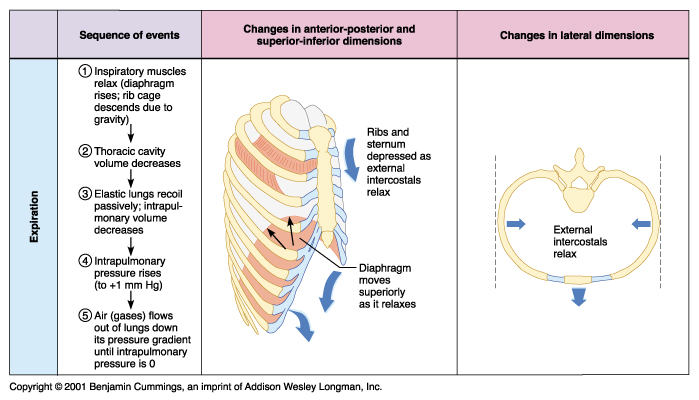 Sequence of events
Changes in anterior-posterior and
superior-inferior dimensions
Changes in lateral dimensions
Expiration
① Inspiratory muscles
relax (diaphragm
rises; rib cage
descends due to
gravity)
② Thoracic cavity
volume decreases
③ Elastic lungs recoil
passively; intrapul-
monary volume
decreases
④ Intrapulmonary
pressure rises
(to +1 mm Hg)
⑤ Air (gases) flows
out of lungs down
its pressure gradient
until intrapulmonary
pressure is 0
Ribs and
sternum
depressed as
external
intercostals
relax
Diaphragm
moves
superiorly
as it relaxes
External
intercostals
relax
Copyright © 2001 Benjamin Cummings, an imprint of Addison Wesley Longman, Inc.